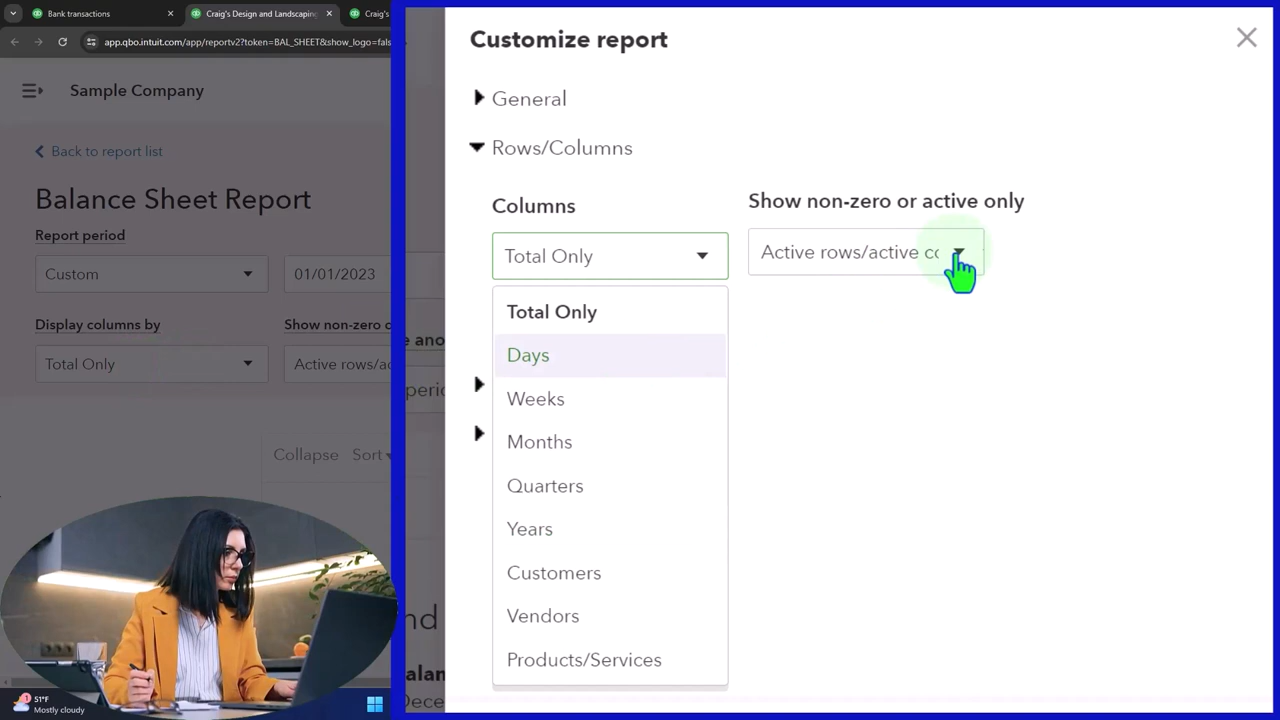 Bank transactions
Craig's Design and Landscaping
Craig's
app.qbo.intuit.com/app/reportv2?token=BAL_SHEET&show_logo=fals
Sample Company
Back to report list
Balance Sheet Report
Report period
Custom
01/01/2023
Display columns by
Show non-zero o
Total Only
Active rows/ac
Collapse
Sort
51°F
Mostly cloudy
Customize report
General
Rows/Columns
Columns
Show non-zero or active only
Total Only
Active rows/active co
Total Only
Days
Weeks
Months
Quarters
Years
Customers
Vendors
Products/Services